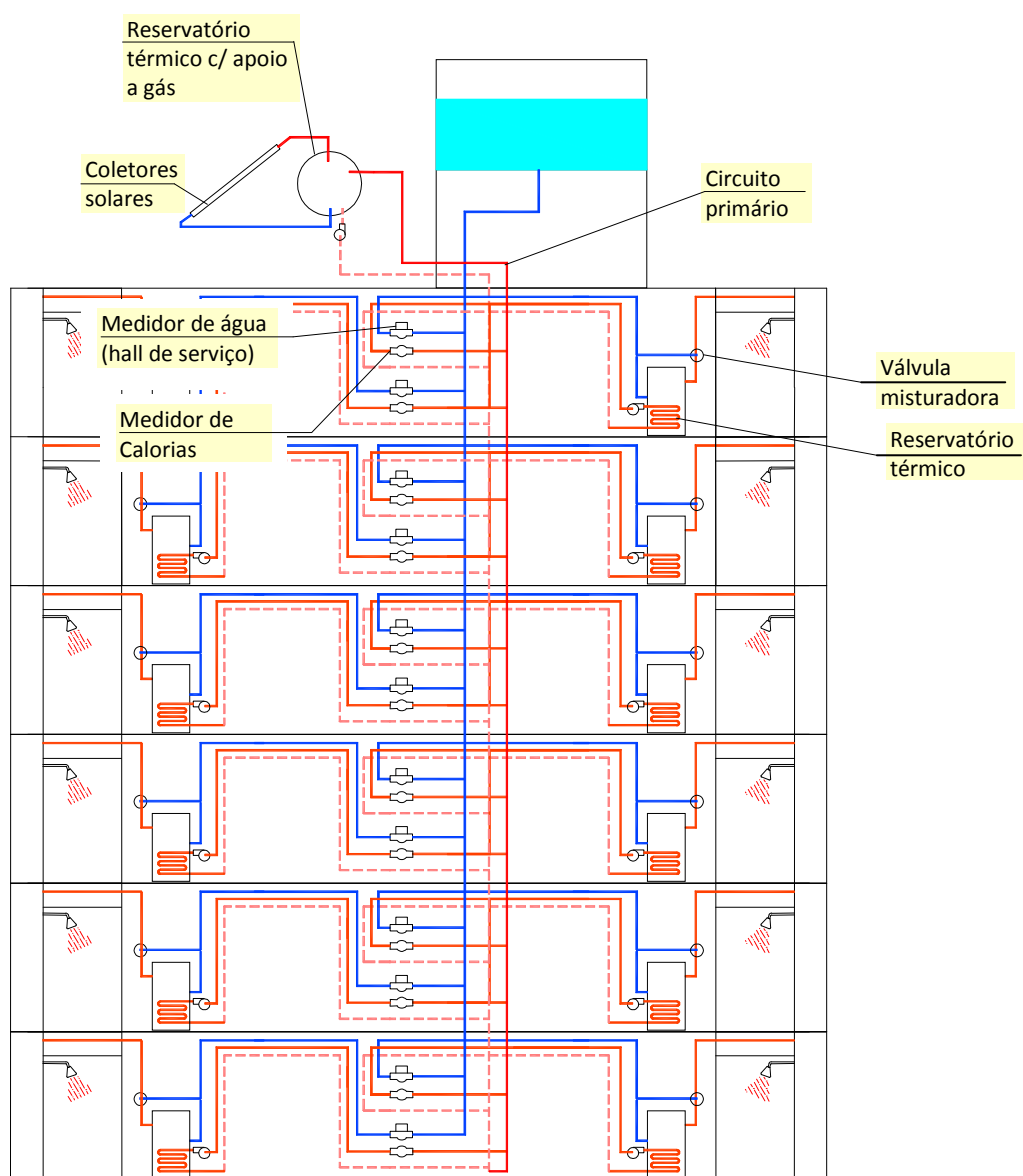 Reservatório
térmico c/ apoio
a gás
Coletores
solares
Circuito
primário
Medidor de água
(hall de serviço)
Válvula
misturadora
Medidor de
Calorias
Reservatório
térmico